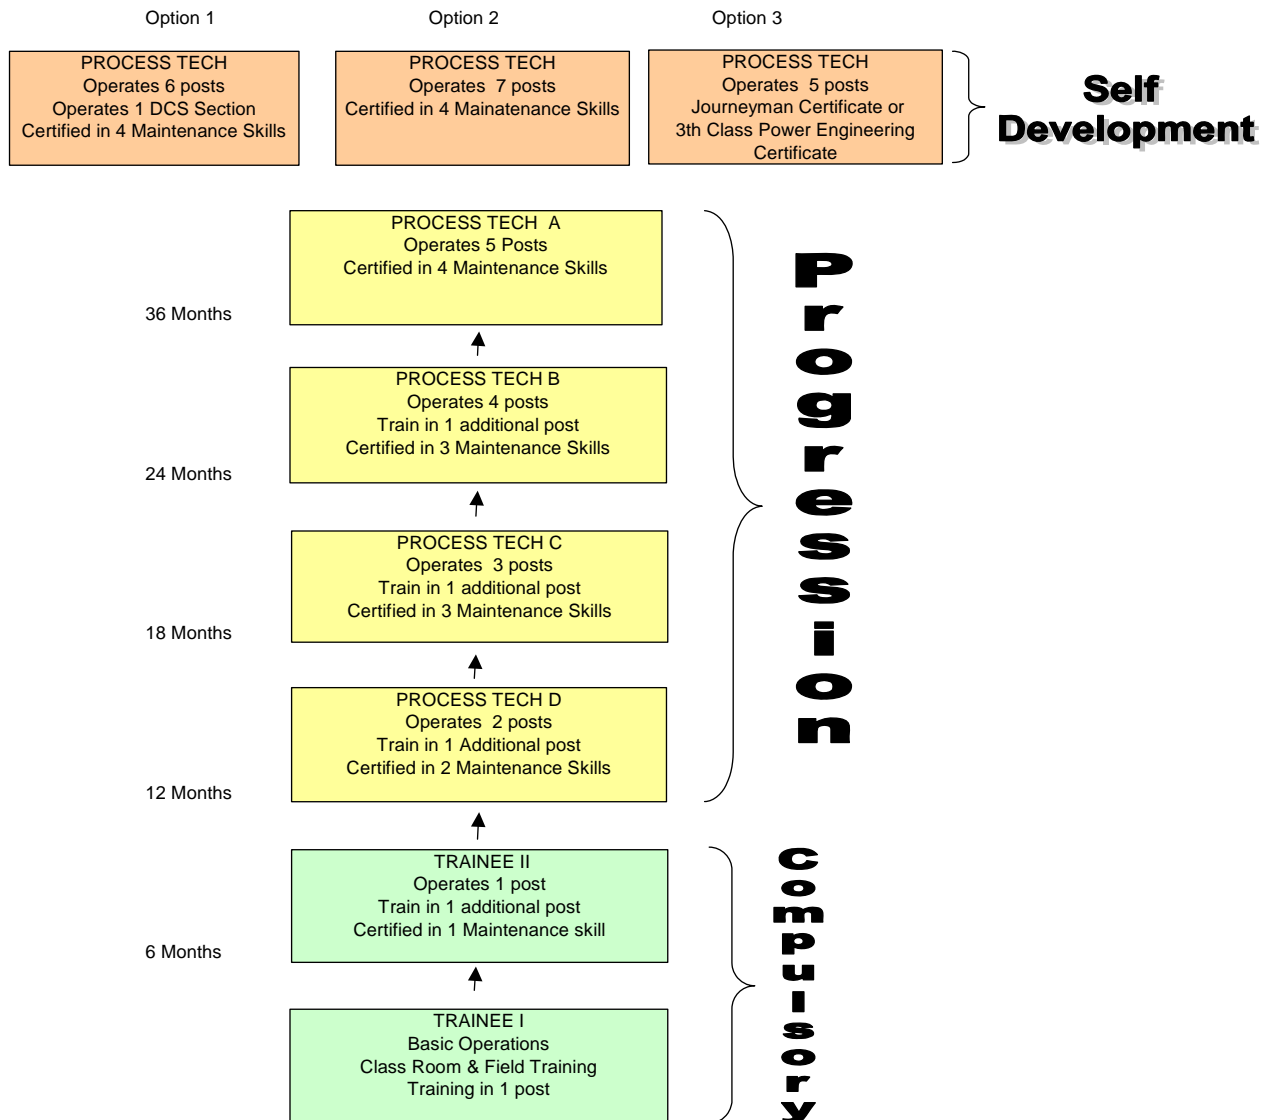 Option 1
Option 2
Option 3
PROCESS TECH
Operates 6 posts
Operates 1 DCS Section
Certified in 4 Maintenance Skills
PROCESS TECH
Operates 7 posts
Certified in 4 Mainatenance Skills
PROCESS TECH
Operates 5 posts
Journeyman Certificate or
3th Class Power Engineering
Certificate
Self
Development
PROCESS TECH A
Operates 5 Posts
Certified in 4 Maintenance Skills
36 Months
PROCESS TECH B
Operates 4 posts
Train in 1 additional post
Certified in 3 Maintenance Skills
24 Months
PROCESS TECH C
Operates 3 posts
Train in 1 additional post
Certified in 3 Maintenance Skills
18 Months
PROCESS TECH D
Operates 2 posts
Train in 1 Additional post
Certified in 2 Maintenance Skills
12 Months
Progression
TRAINEE II
Operates 1 post
Train in 1 additional post
Certified in 1 Maintenance skill
6 Months
TRAINEE I
Basic Operations
Class Room & Field Training
Training in 1 post
Compulsory